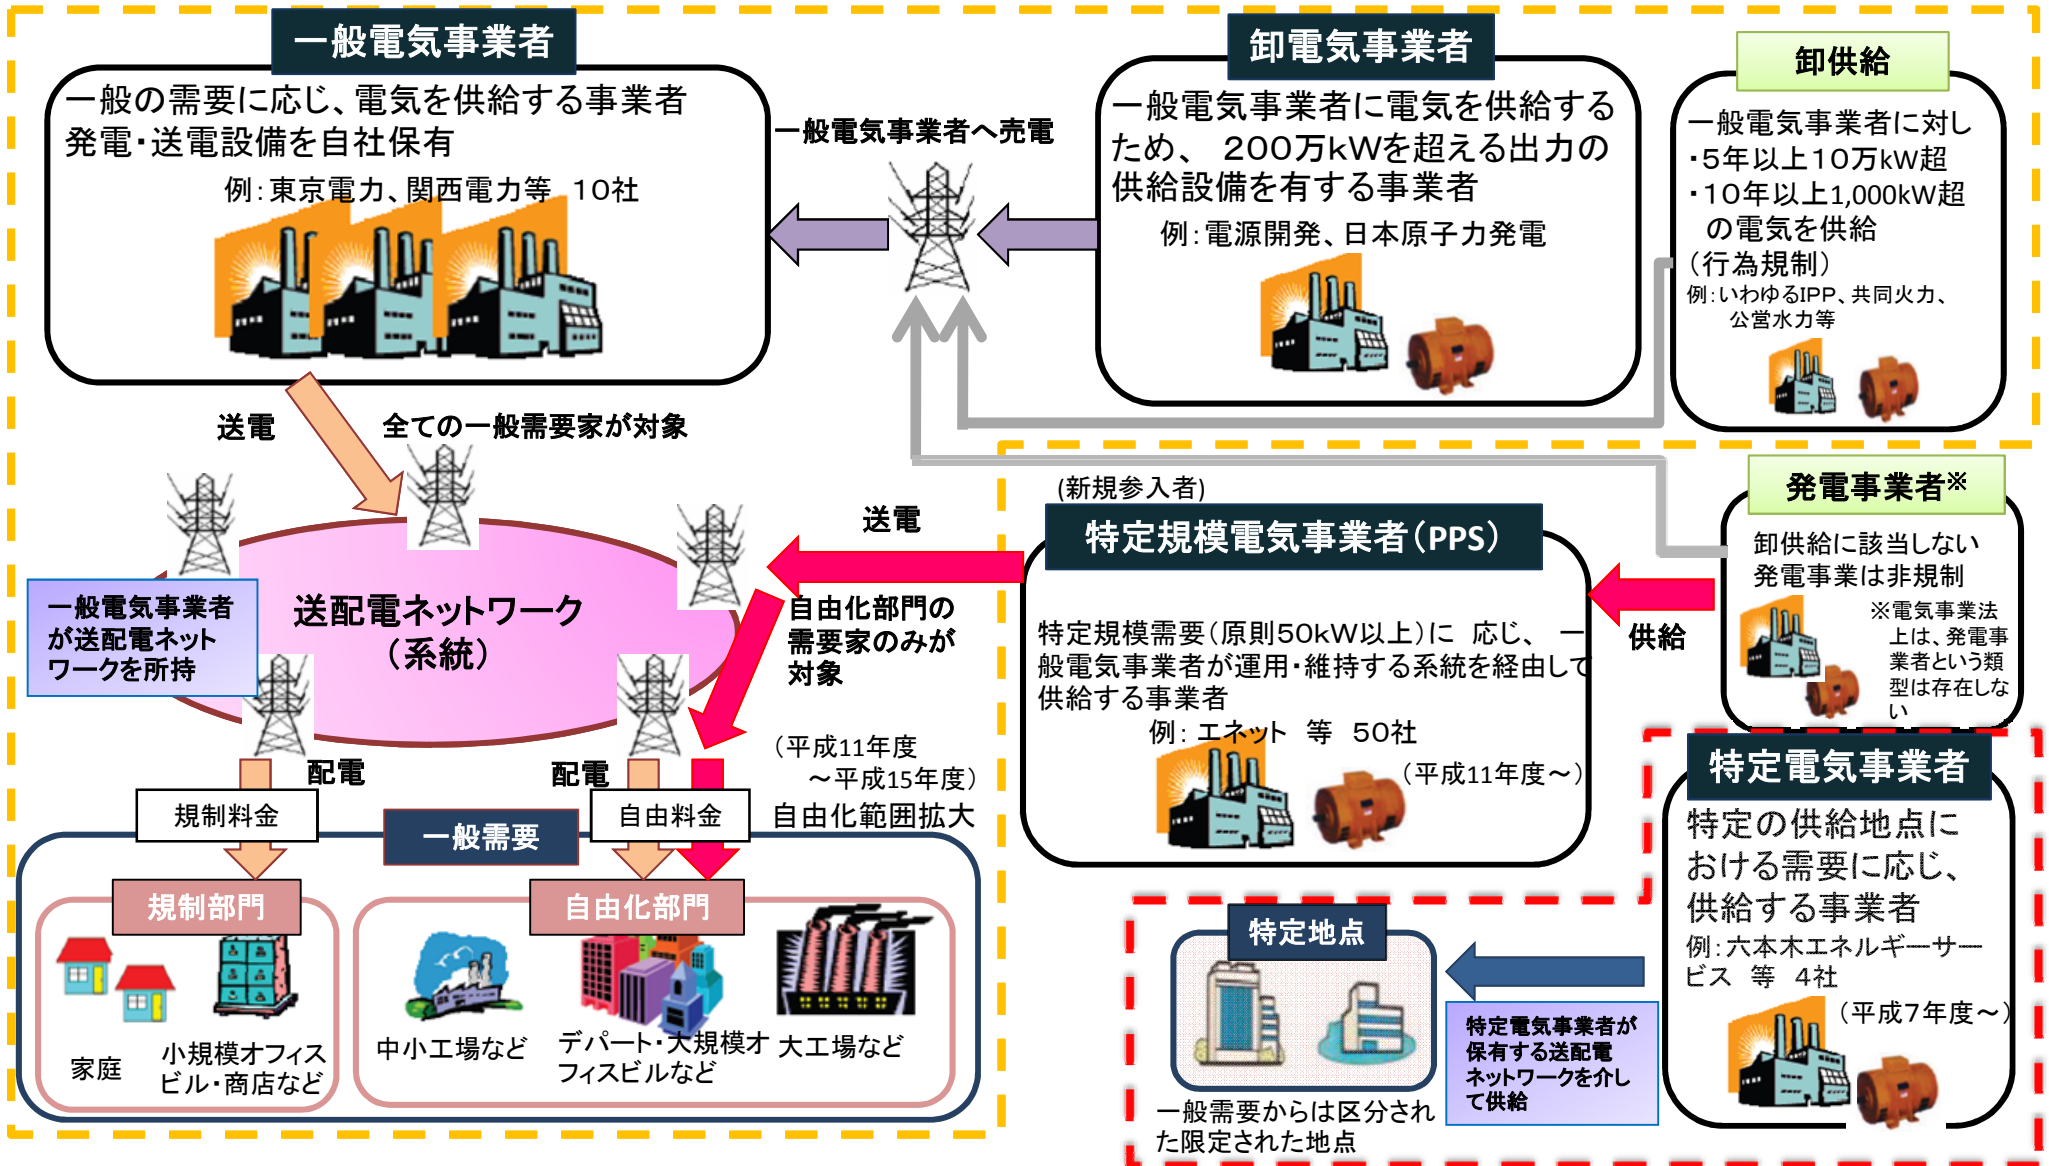 一般電気事業者
一般の需要に応じ、電気を供給する事業者
発電・送電設備を自社保有
例：東京電力、関西電力等　１０社
一般電気事業者へ売電
卸電気事業者
一般電気事業者に電気を供給する
ため、　２００万kWを超える出力の
供給設備を有する事業者
例：電源開発、日本原子力発電
卸供給
一般電気事業者に対し
・５年以上１０万kW超
・１０年以上1,000kW超
の電気を供給
（行為規制）
例：いわゆるIPP、共同火力、
公営水力等
送電
全ての一般需要家が対象
送配電ネットワーク
（系統）
一般電気事業者
が送配電ネット
ワークを所持
送電
自由化部門の
需要家のみが
対象
（平成11年度
～平成15年度）
自由化範囲拡大
(新規参入者)
特定規模電気事業者（PPS）
特定規模需要（原則50kW以上）に　応じ、　一
般電気事業者が運用・維持する系統を経由して
供給する事業者
例：エネット　等　５０社
（平成11年度～）
供給
発電事業者※
卸供給に該当しない
発電事業は非規制
※電気事業法
上は、発電事
業者という類
型は存在しな
い
配電
配電
規制料金
自由料金
一般需要
規制部門
自由化部門
家庭
小規模オフィス
ビル・商店など
中小工場など
デパート・大規模オ
フィスビルなど
大工場など
特定電気事業者
特定の供給地点に
おける需要に応じ、
供給する事業者
例：六本木エネルギーサー
ビス　等　４社
（平成７年度～）
特定地点
一般需要からは区分され
た限定された地点
特定電気事業者が
保有する送配電
ネットワークを介し
て供給